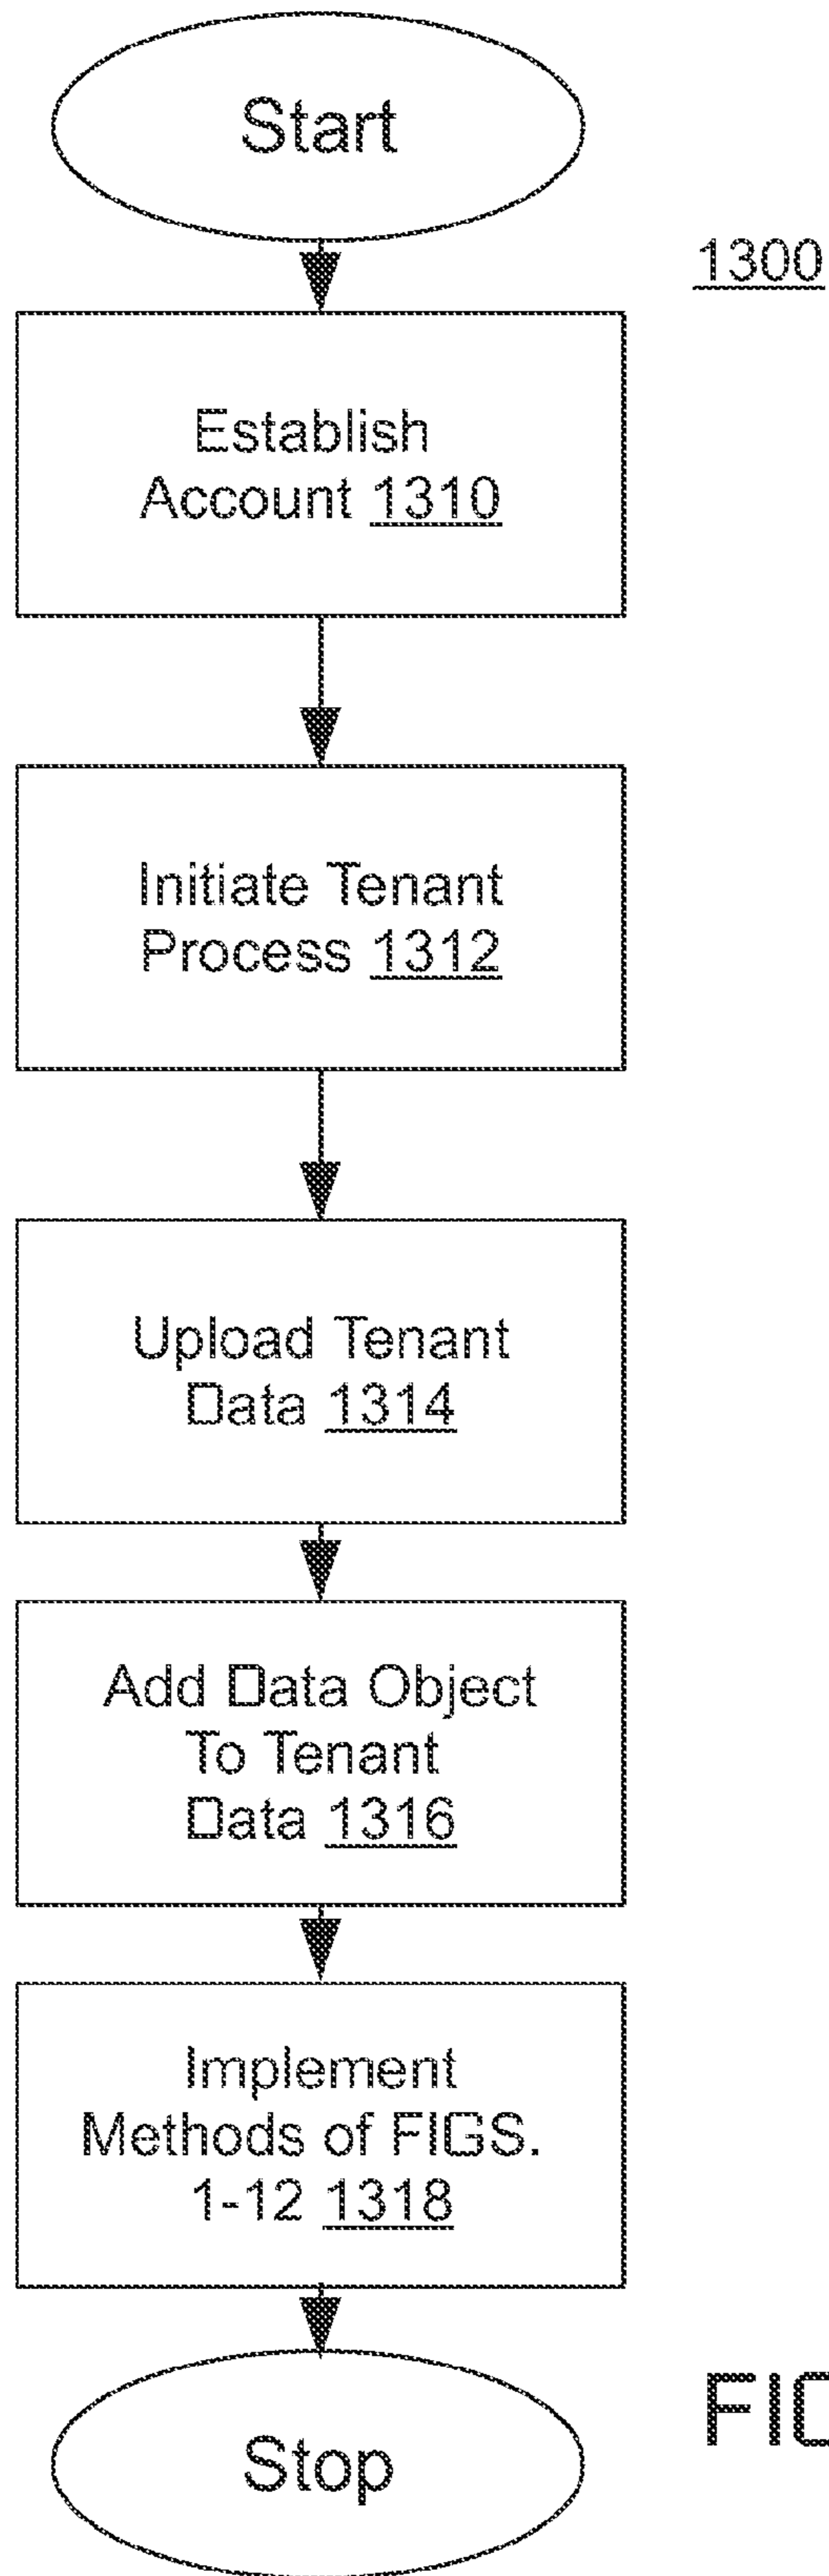 Start
1300
Establish
Account 1310
Initiate Tenant
Process 1312
Upload Tenant
Data 1314
Add Data Object
To Tenant
Data 1316
Implement
Methods of FIGS.
1-12 1318
Stop